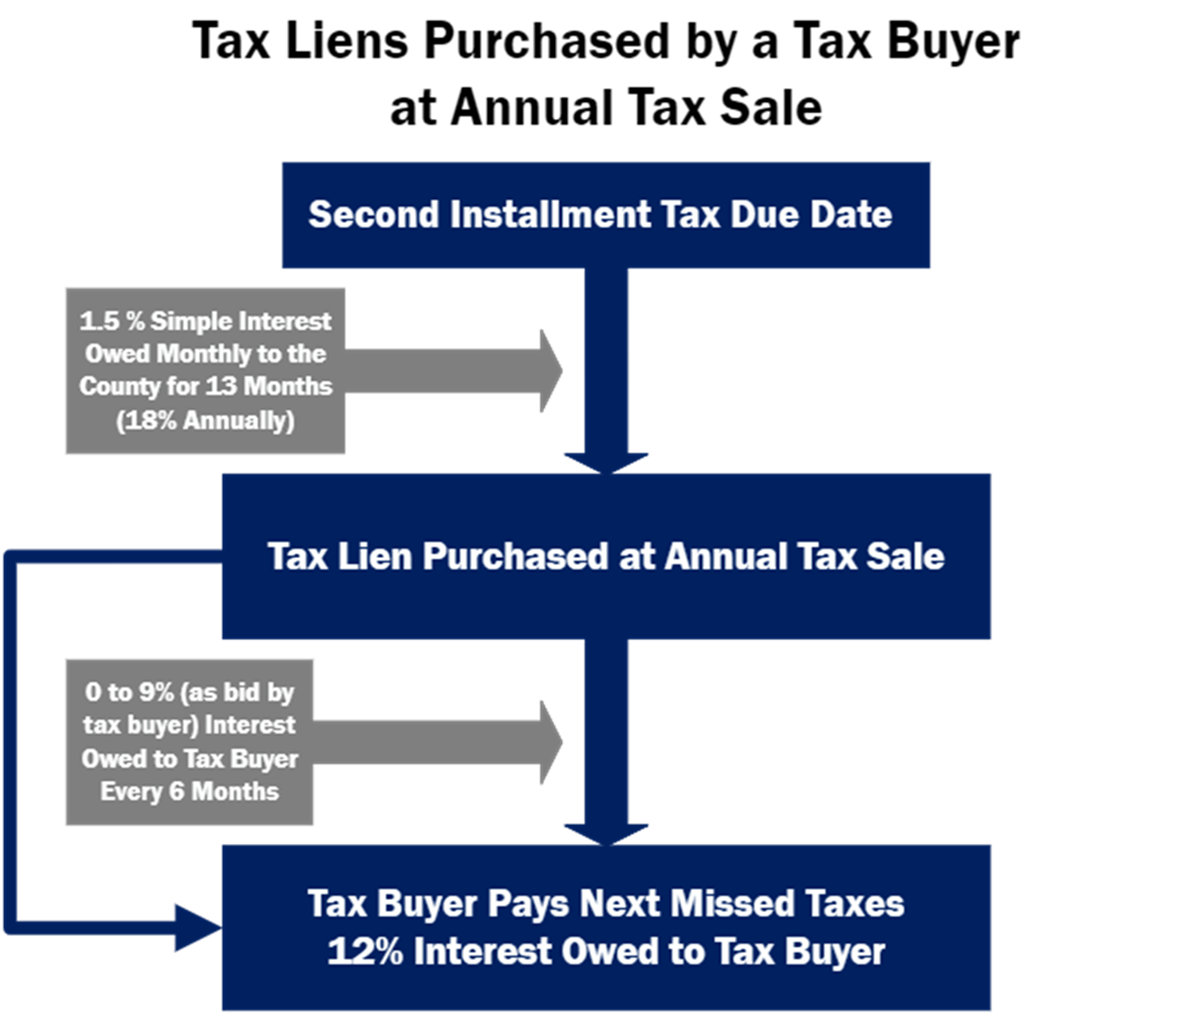 Tax Liens Purchased by a Tax Buyer
at Annual Tax Sale
Second Installment Tax Due Date
1.5 % Simple Interest
Owed Monthly to the
County for 13 Months
(18% Annually)
Tax Lien Purchased at Annual Tax Sale
0 to 9% (as bid by
tax buyer) Interest
Owed to Tax Buyer
Every 6 Months
Tax Buyer Pays Next Missed Taxes
12% Interest Owed to Tax Buyer